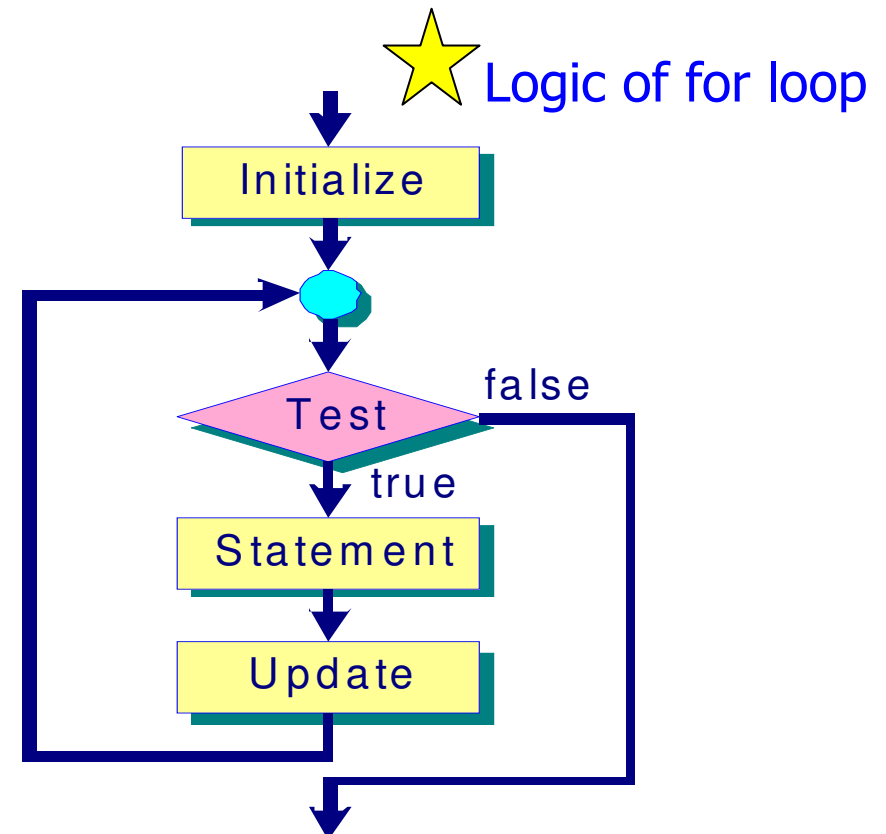 Logic of for loop
Initialize
Test
false
true
Statement
Update